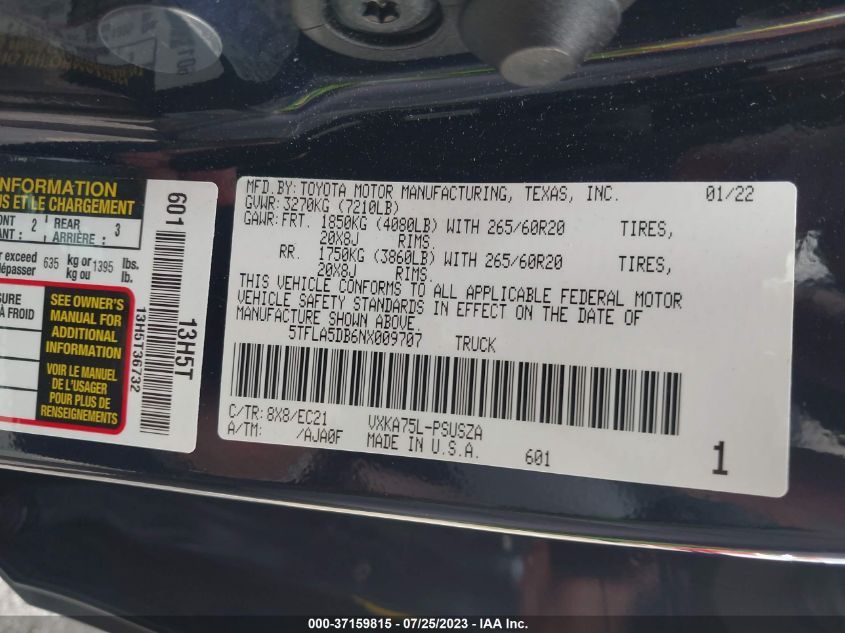 INFORMATION
US ET LE CHARGEMENT
ONT 2 REAR 3
ANT : ARRIÈRE :
r exceed 635 kg or 1395 lbs.
dépasser kg ou lb.
SURE
À FROID
SEE OWNER'S
MANUAL FOR
ADDITIONAL
INFORMATION
VOIR LE MANUEL
DE L'USAGER
POUR PLUS DE
RENSEIGNEMENTS
601
13H5T
13H5T36732
MFD.BY:TOYOTA MOTOR MANUFACTURING, TEXAS, INC. 01/22
GVWR:3270KG (7210LB)
GAWR:FRT. 1850KG (4080LB) WITH 265/60R20 TIRES,
20X8J RIMS.
RR. 1750KG (3860LB) WITH 265/60R20 TIRES,
20X8J RIMS.
THIS VEHICLE CONFORMS TO ALL APPLICABLE FEDERAL MOTOR
VEHICLE SAFETY STANDARDS IN EFFECT ON THE DATE OF
MANUFACTURE SHOWN ABOVE.
5TFLA5DB6NX009707 TRUCK
C/TR:8X8/EC21 VXKA75L-PSUSZA
A/TM: /AJA0F MADE IN U.S.A. 601
1
000-37159815 - 07/25/2023 - IAA Inc.